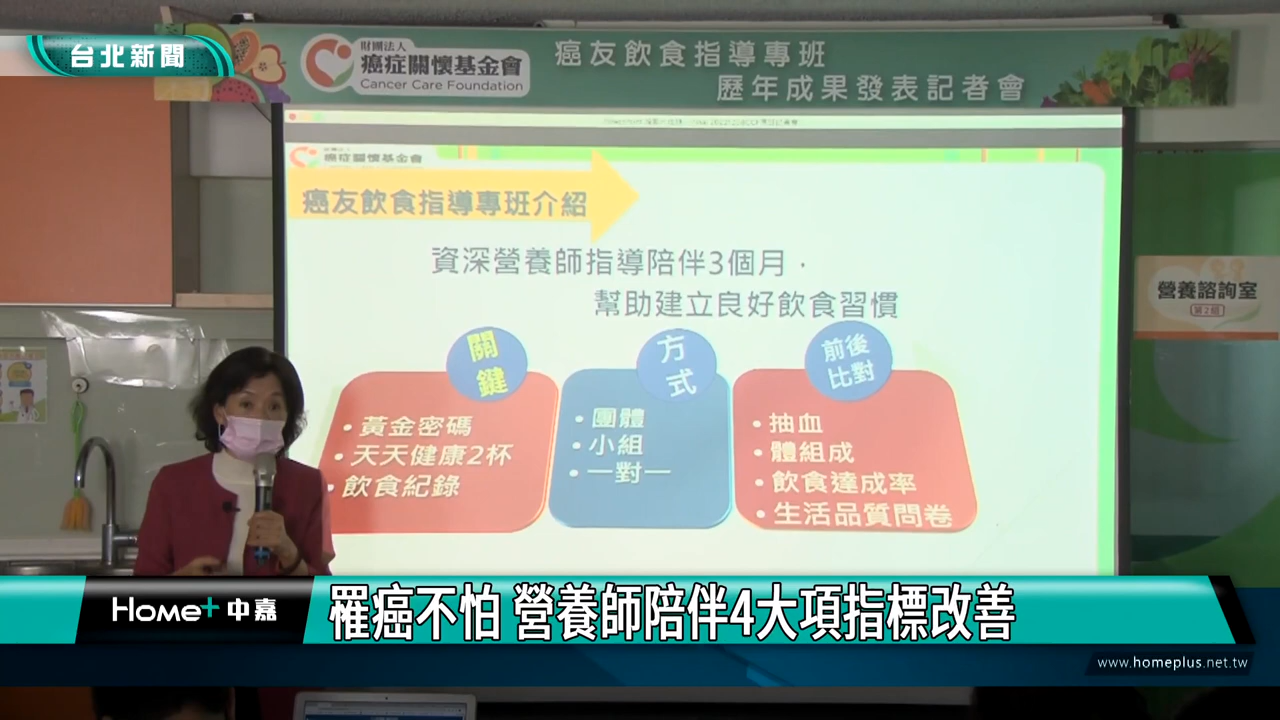 台北新聞
財團法人
癌症關懷基金會
Cancer Care Foundation
癌友飲食指導專班
歷年成果發表記者會
癌症關懷基金會
癌友飲食指導專班介紹
資深營養師指導陪伴3個月，
幫助建立良好飲食習慣
關鍵
•黃金密碼
•天天健康2杯
•飲食紀錄
方式
•團體
•小組
•一對一
前後
比對
•抽血
•體組成
•飲食達成率
•生活品質問卷
營養諮詢室
第2組
Home+中嘉
罹癌不怕 營養師陪伴4大項指標改善
www.homeplus.net.tw